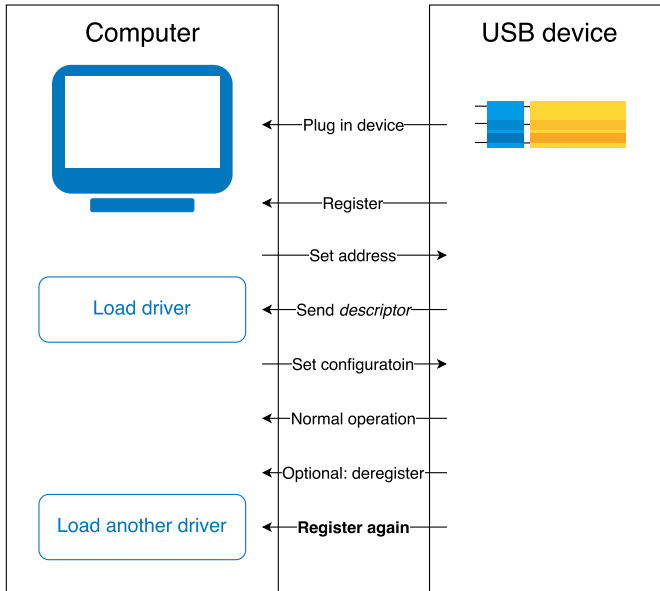 Computer
USB device
Plug in device
Register
Set address
Load driver
Send descriptor
Set configuratoin
Normal operation
Optional: deregister
Load another driver
Register again